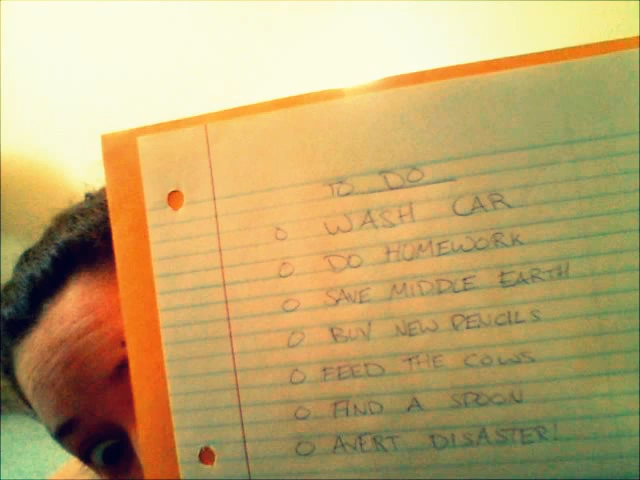 TO DO
O WASH CAR
O DO HOMEWORK
O SAVE MIDDLE EARTH
O BUY NEW PENCILS
O FEED THE COWS
O FIND A SPOON
O AVERT DISASTER!